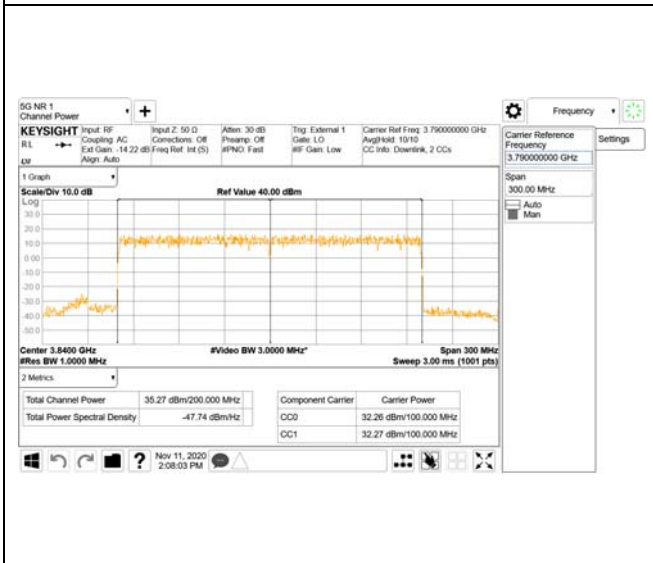 5G NR 1
Channel Power
Frequency
KEYSIGHT
RL
Input: RF
Coupling: AC
Ext Gain: -14.22 dB
Align: Auto
Input Z: 50 Ω
Corrections: Off
Freq Ref: Int (S)
Atten: 30 dB
Preamp: Off
#PNO: Fast
Trig: External 1
Gate: LO
#IF Gain: Low
Carrier Ref Freq: 3.790000000 GHz
Avg|Hold: 10/10
CC Info: Downlink, 2 CCs
Carrier Reference
Frequency
3.790000000 GHz
Settings
Span
300.00 MHz
Auto
Man
1 Graph
Scale/Div 10.0 dB
Ref Value 40.00 dBm
Log
30.0
20.0
10.0
0.00
-10.0
-20.0
-30.0
-40.0
-50.0
Center 3.8400 GHz
#Video BW 3.0000 MHz*
Span 300 MHz
#Res BW 1.0000 MHz
Sweep 3.00 ms (1001 pts)
2 Metrics
Total Channel Power 35.27 dBm/200.000 MHz
Total Power Spectral Density -47.74 dBm/Hz
Component Carrier Carrier Power
CC0 32.26 dBm/100.000 MHz
CC1 32.27 dBm/100.000 MHz
Nov 11, 2020
2:08:03 PM